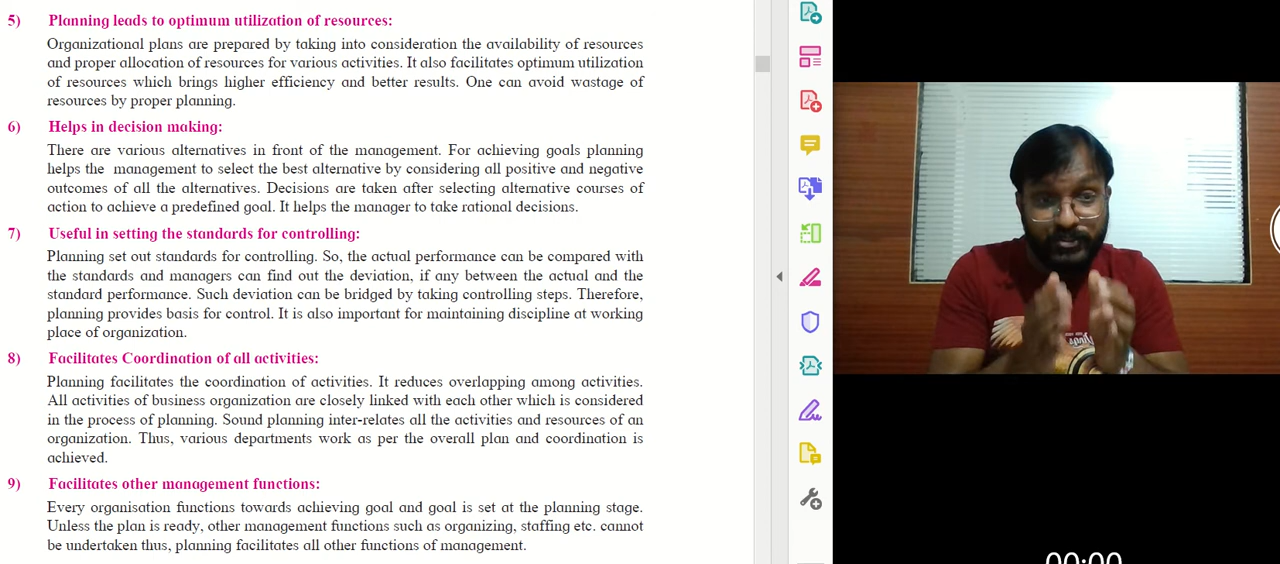 5) Planning leads to optimum utilization of resources:
Organizational plans are prepared by taking into consideration the availability of resources
and proper allocation of resources for various activities. It also facilitates optimum utilization
of resources which brings higher efficiency and better results. One can avoid wastage of
resources by proper planning.
6) Helps in decision making:
There are various alternatives in front of the management. For achieving goals planning
helps the management to select the best alternative by considering all positive and negative
outcomes of all the alternatives. Decisions are taken after selecting alternative courses of
action to achieve a predefined goal. It helps the manager to take rational decisions.
7) Useful in setting the standards for controlling:
Planning set out standards for controlling. So, the actual performance can be compared with
the standards and managers can find out the deviation, if any between the actual and the
standard performance. Such deviation can be bridged by taking controlling steps. Therefore,
planning provides basis for control. It is also important for maintaining discipline at working
place of organization.
8) Facilitates Coordination of all activities:
Planning facilitates the coordination of activities. It reduces overlapping among activities.
All activities of business organization are closely linked with each other which is considered
in the process of planning. Sound planning inter-relates all the activities and resources of an
organization. Thus, various departments work as per the overall plan and coordination is
achieved.
9) Facilitates other management functions:
Every organisation functions towards achieving goal and goal is set at the planning stage.
Unless the plan is ready, other management functions such as organizing, staffing etc. cannot
be undertaken thus, planning facilitates all other functions of management.
00:00